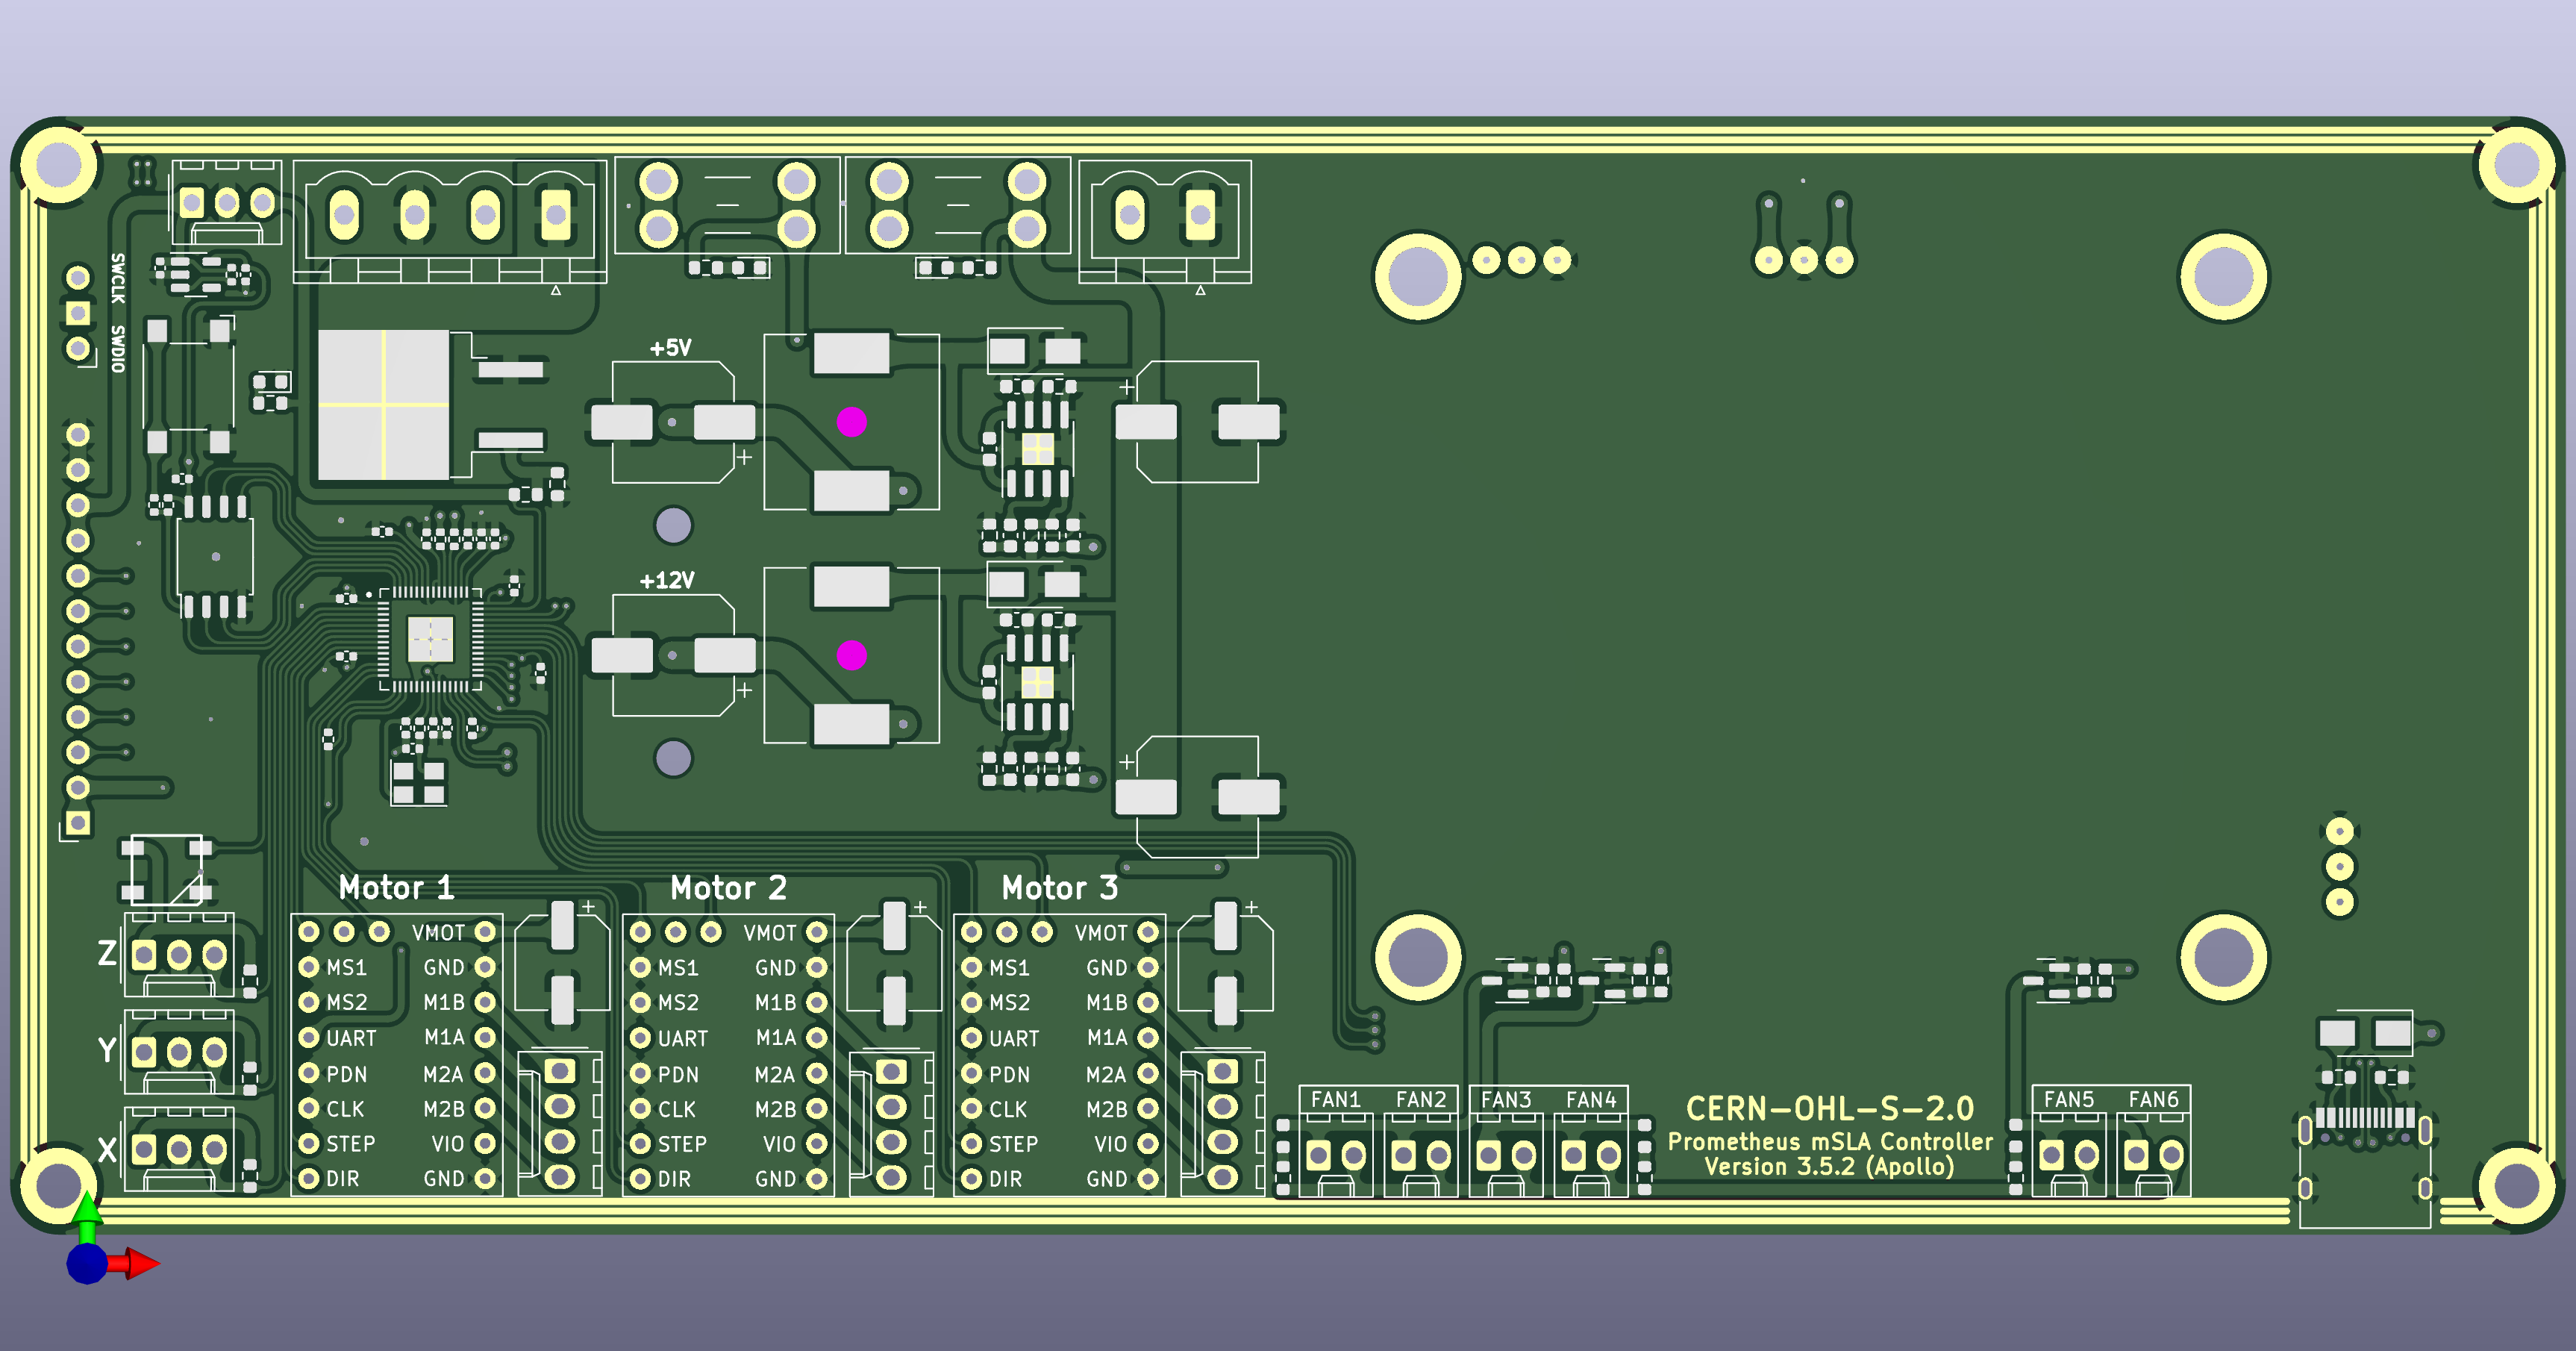 SWCLK
SWDIO
+5V
+12V
Motor 1
Motor 2
Motor 3
Z
Y
X
VMOT
MS1
GND
MS2
M1B
UART
M1A
PDN
M2A
CLK
M2B
STEP
VIO
DIR
GND
VMOT
MS1
GND
MS2
M1B
UART
M1A
PDN
M2A
CLK
M2B
STEP
VIO
DIR
GND
VMOT
MS1
GND
MS2
M1B
UART
M1A
PDN
M2A
CLK
M2B
STEP
VIO
DIR
GND
FAN1
FAN2
FAN3
FAN4
CERN-OHL-S-2.0
Prometheus mSLA Controller
Version 3.5.2 (Apollo)
FAN5
FAN6